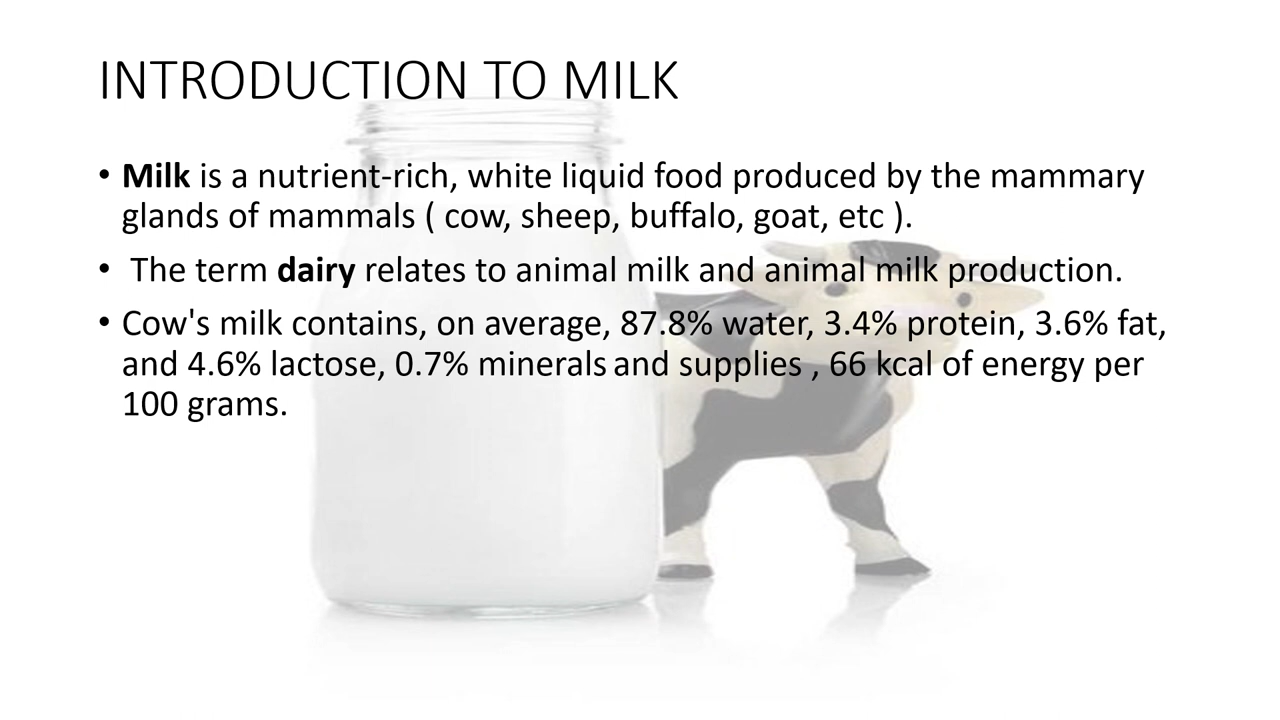 INTRODUCTION TO MILK
• Milk is a nutrient-rich, white liquid food produced by the mammary
glands of mammals ( cow, sheep, buffalo, goat, etc ).
• The term dairy relates to animal milk and animal milk production.
• Cow's milk contains, on average, 87.8% water, 3.4% protein, 3.6% fat,
and 4.6% lactose, 0.7% minerals and supplies , 66 kcal of energy per
100 grams.